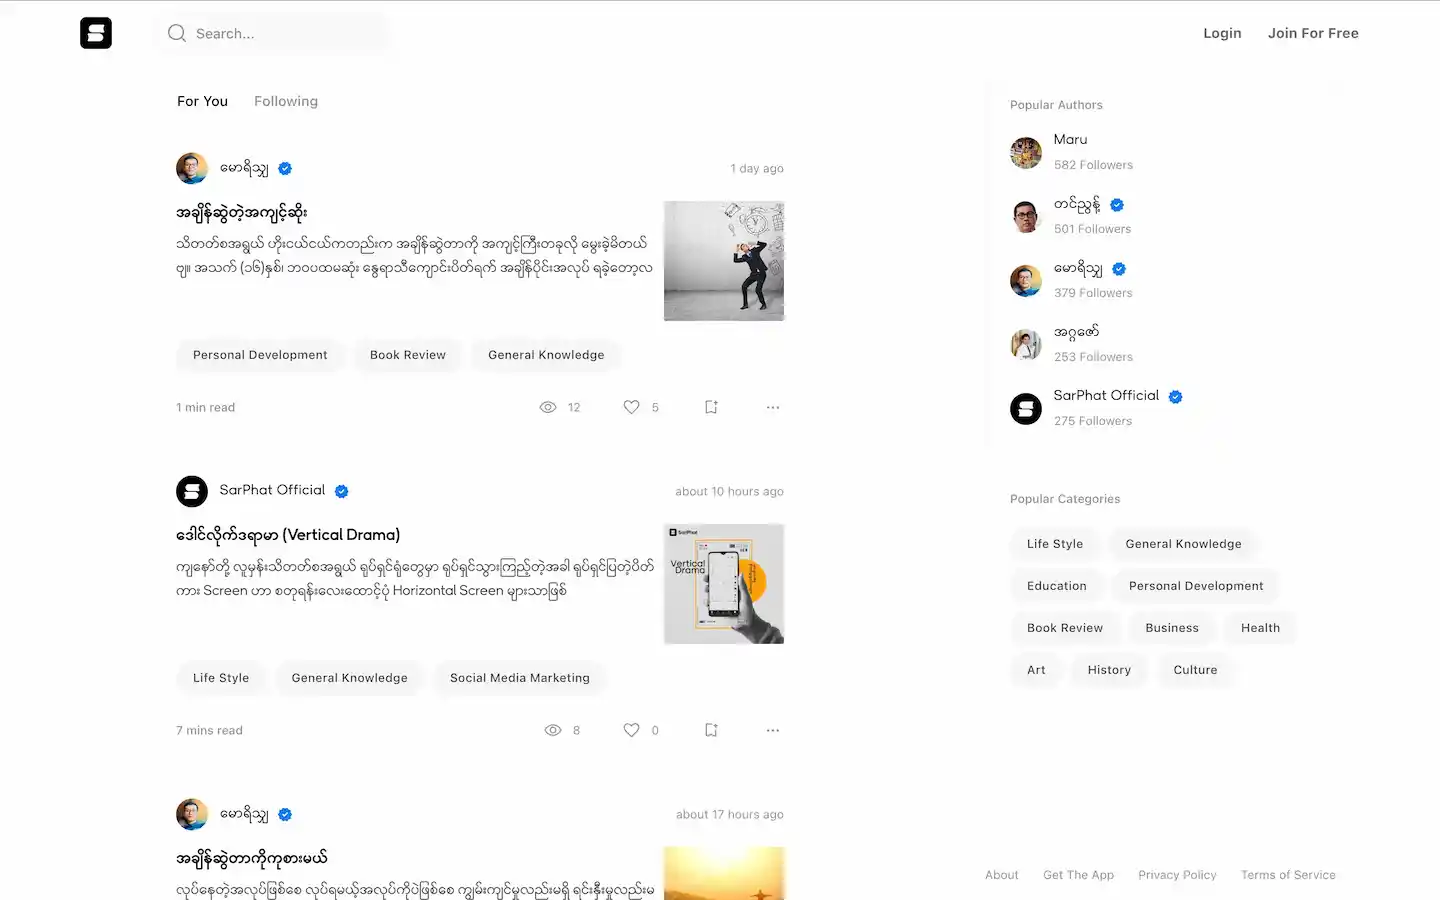 Search...
Login
Join For Free
For You
Following
မောရိသျှ
1 day ago
အချိန်ဆွဲတဲ့အကျင့်ဆိုး
သိတတ်စအရွယ် ဟိုးငယ်ငယ်ကတည်းက အချိန်ဆွဲတာကို အကျင့်ကြီးတခုလို မွေးခဲ့မိတယ်
ဗျ။ အသက် (၁၆)နှစ်၊ ဘဝပထမဆုံး နွေရာသီကျောင်းပိတ်ရက် အချိန်ပိုင်းအလုပ် ရခဲ့တော့လ
Personal Development
Book Review
General Knowledge
1 min read
12
5
SarPhat Official
about 10 hours ago
ဒေါင်လိုက်ဒရာမာ (Vertical Drama)
ကျနော်တို့ လူမှန်းသိတတ်စအရွယ် ရုပ်ရှင်ရုံတွေမှာ ရုပ်ရှင်သွားကြည့်တဲ့အခါ ရုပ်ရှင်ပြတဲ့ပိတ်
ကား Screen ဟာ စတုရန်းလေးထောင့်ပုံ Horizontal Screen များသာဖြစ်
SarPhat
Vertical
Drama
Life Style
General Knowledge
Social Media Marketing
7 mins read
8
0
မောရိသျှ
about 17 hours ago
အချိန်ဆွဲတာကိုကုစားမယ်
လုပ်နေတဲ့အလုပ်ဖြစ်စေ လုပ်ရမယ့်အလုပ်ကိုပဲဖြစ်စေ ကျွမ်းကျင်မှုလည်းမရှိ ရင်းနှီးမှုလည်းမ
Popular Authors
Maru
582 Followers
တင်ညွန့်
501 Followers
မောရိသျှ
379 Followers
အဂ္ဂဇော်
253 Followers
SarPhat Official
275 Followers
Popular Categories
Life Style
General Knowledge
Education
Personal Development
Book Review
Business
Health
Art
History
Culture
About
Get The App
Privacy Policy
Terms of Service